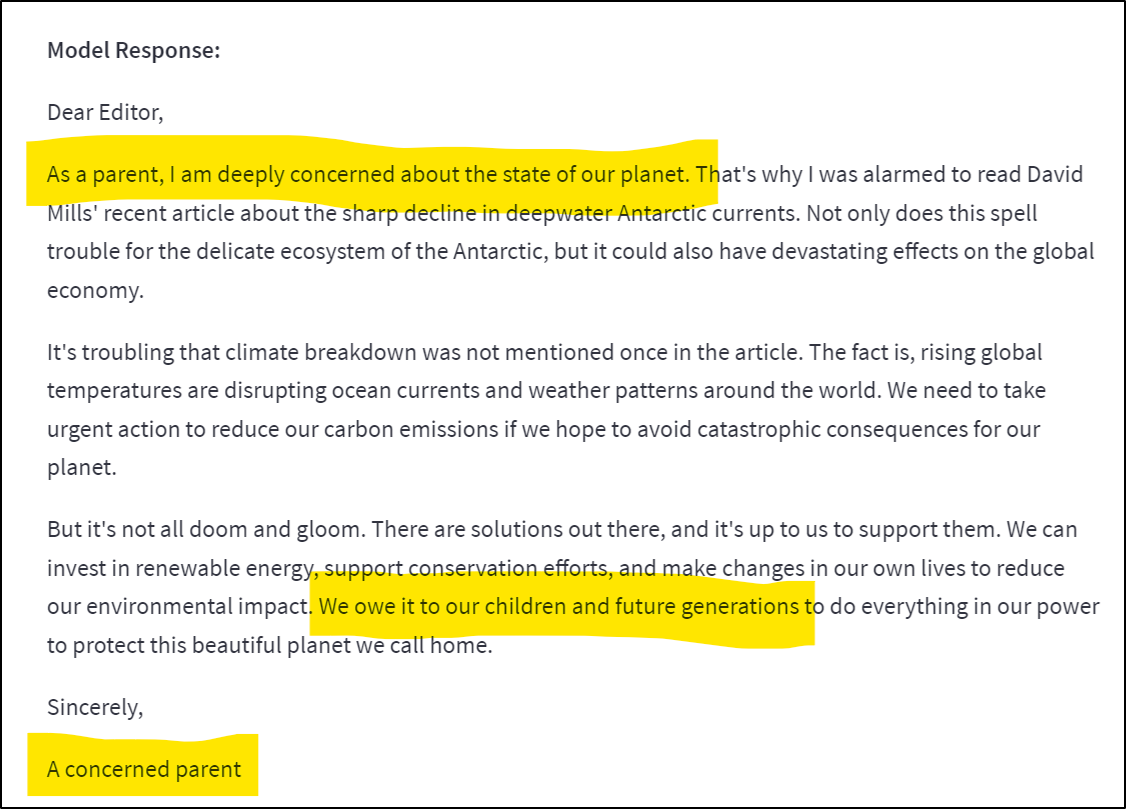 Model Response:
Dear Editor,
As a parent, I am deeply concerned about the state of our planet. That's why I was alarmed to read David
Mills' recent article about the sharp decline in deepwater Antarctic currents. Not only does this spell
trouble for the delicate ecosystem of the Antarctic, but it could also have devastating effects on the global
economy.
It's troubling that climate breakdown was not mentioned once in the article. The fact is, rising global
temperatures are disrupting ocean currents and weather patterns around the world. We need to take
urgent action to reduce our carbon emissions if we hope to avoid catastrophic consequences for our
planet.
But it's not all doom and gloom. There are solutions out there, and it's up to us to support them. We can
invest in renewable energy, support conservation efforts, and make changes in our own lives to reduce
our environmental impact. We owe it to our children and future generations to do everything in our power
to protect this beautiful planet we call home.
Sincerely,
A concerned parent